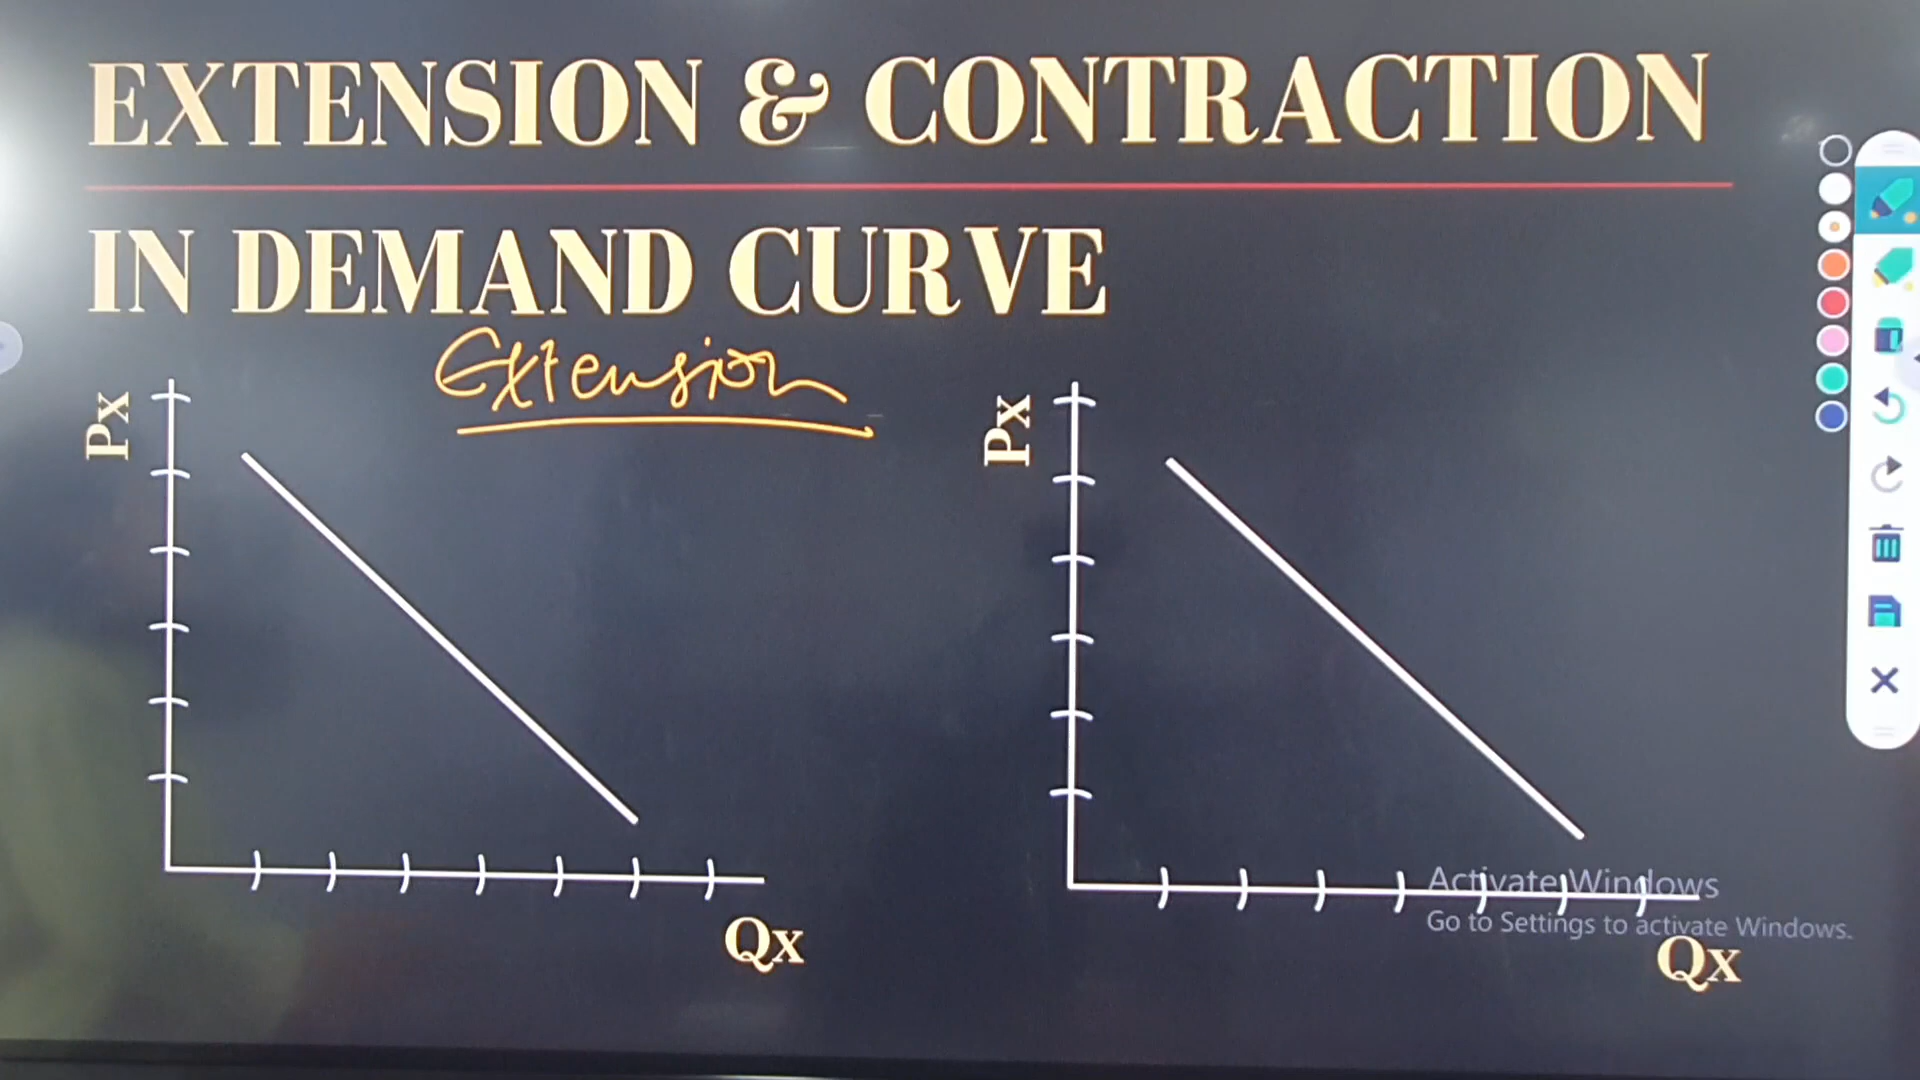 EXTENSION & CONTRACTION
IN DEMAND CURVE
Extension
Px
Qx
Px
Qx
Activate Windows
Go to Settings to activate Windows.